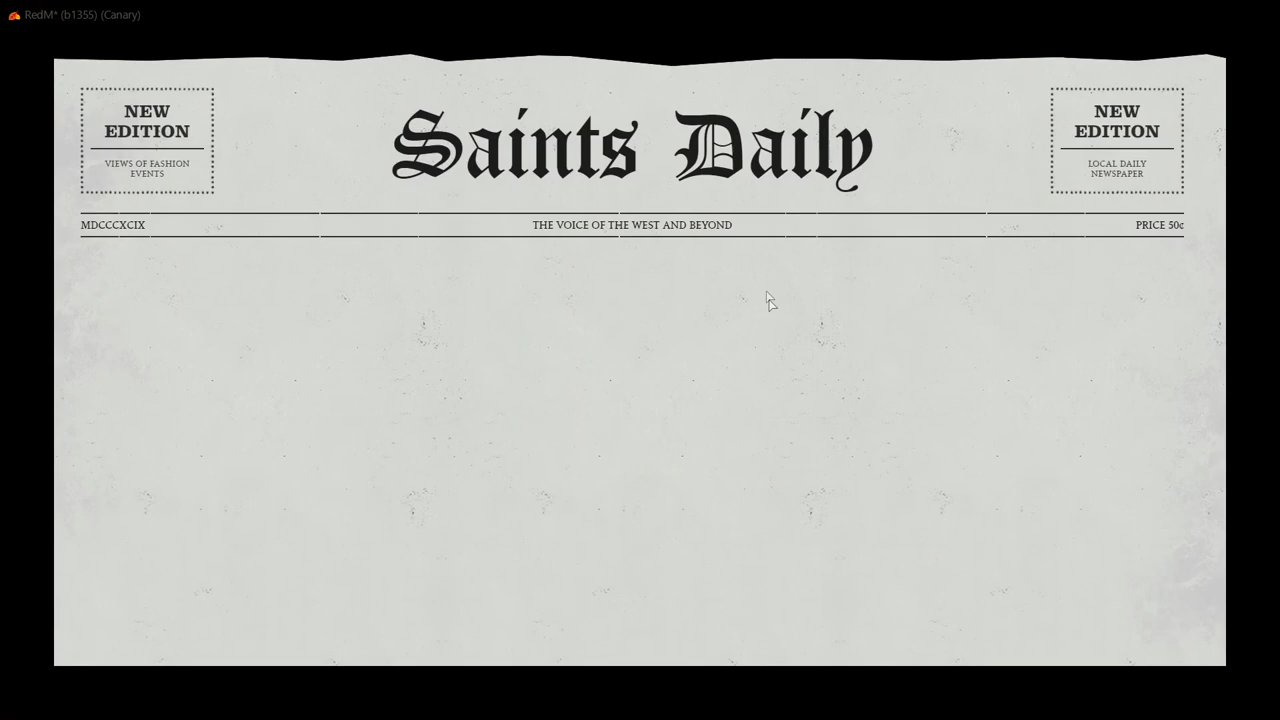 RedM* (b1355) (Canary)
NEW
EDITION
VIEWS OF FASHION
EVENTS
Saints Daily
NEW
EDITION
LOCAL DAILY
NEWSPAPER
MDCCCXCIX
THE VOICE OF THE WEST AND BEYOND
PRICE 50¢